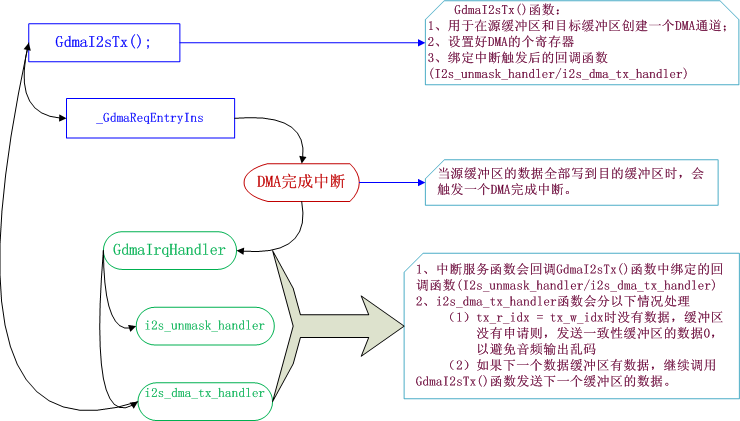 GdmaI2sTx()函数：
1、用于在源缓冲区和目标缓冲区创建一个DMA通道；
2、设置好DMA的个寄存器
3、绑定中断触发后的回调函数
(I2s_unmask_handler/i2s_dma_tx_handler)
GdmaI2sTx();
_GdmaReqEntryIns
DMA完成中断
当源缓冲区的数据全部写到目的缓冲区时，会
触发一个DMA完成中断。
GdmaIrqHandler
i2s_unmask_handler
i2s_dma_tx_handler
1、中断服务函数会回调GdmaI2sTx()函数中绑定的回
调函数(I2s_unmask_handler/i2s_dma_tx_handler)
2、i2s_dma_tx_handler函数会分以下情况处理
（1）tx_r_idx = tx_w_idx时没有数据，缓冲区
没有申请则，发送一致性缓冲区的数据0，
以避免音频输出乱码
（2）如果下一个数据缓冲区有数据，继续调用
GdmaI2sTx()函数发送下一个缓冲区的数据。